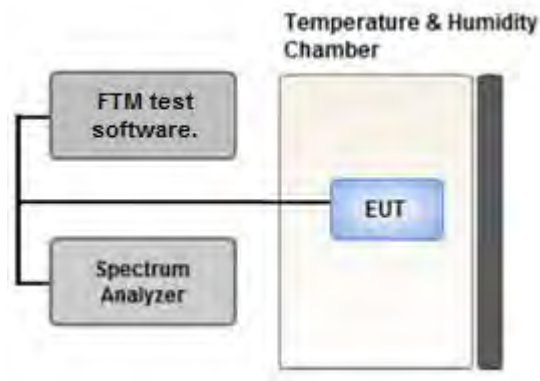 Temperature & Humidity
Chamber
FTM test
software.
EUT
Spectrum
Analyzer